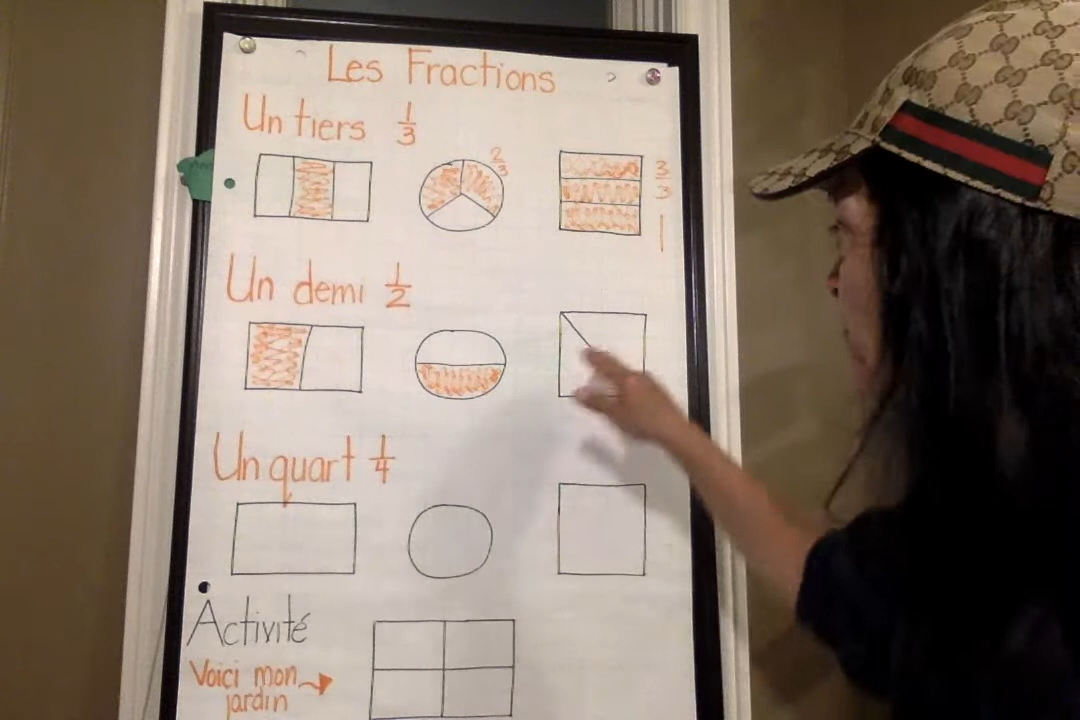 Les Fractions
Un tiers 1/3
2/3
3/3
1
Un demi 1/2
Un quart 1/4
Activité
Voici mon
jardin